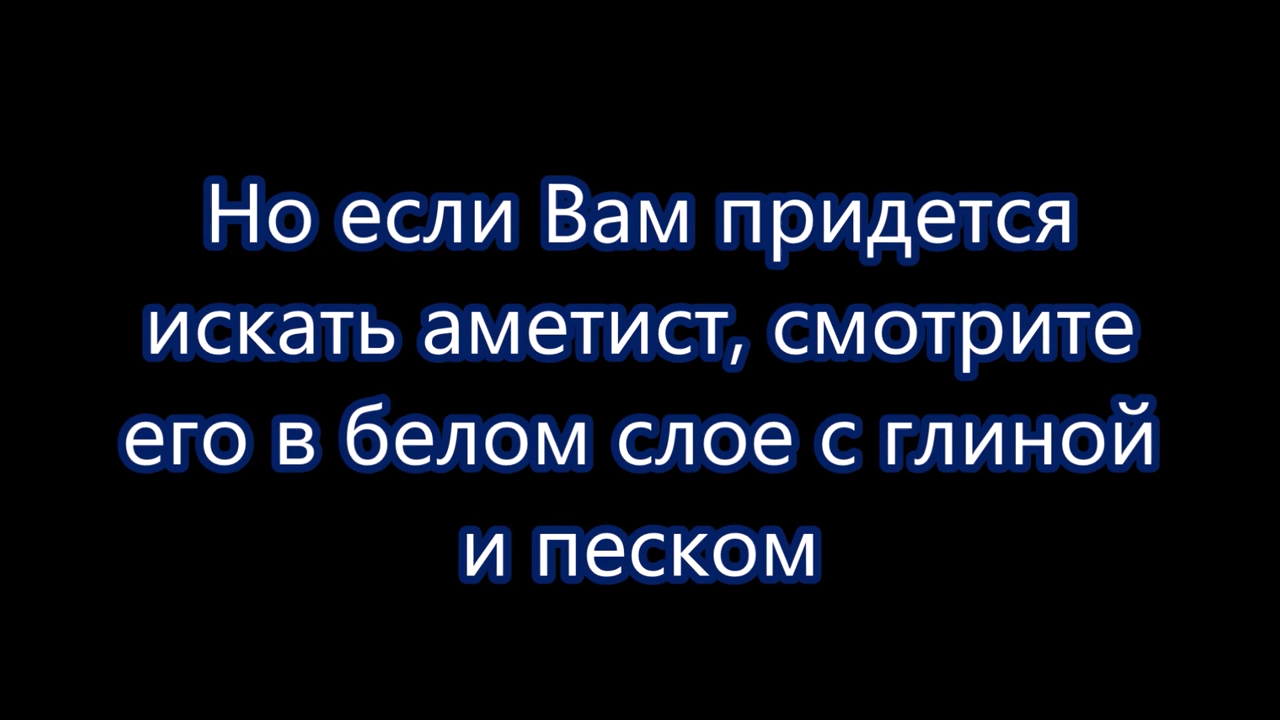 Но если Вам придется
искать аметист, смотрите
его в белом слое с глиной
и песком